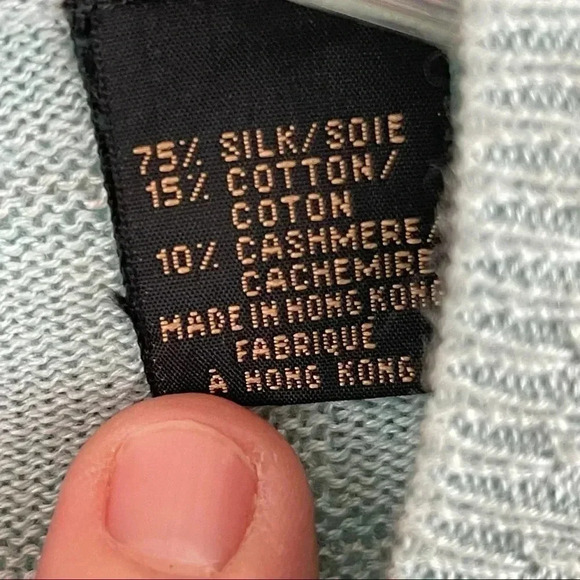 75% SILK/SOIE
15% COTTON/
COTON
10% CASHMERE/
CACHEMIRE
MADE IN HONG KONG
FABRIQUE
À HONG KONG